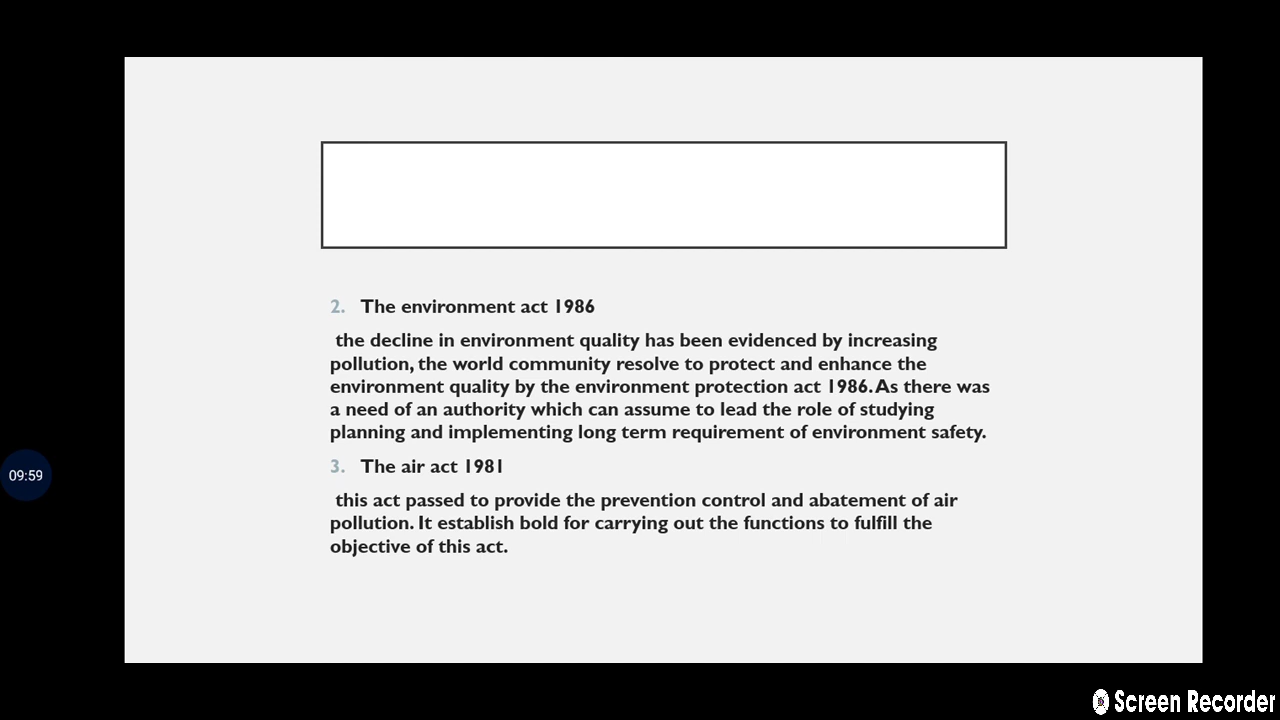 2. The environment act 1986
the decline in environment quality has been evidenced by increasing
pollution, the world community resolve to protect and enhance the
environment quality by the environment protection act 1986. As there was
a need of an authority which can assume to lead the role of studying
planning and implementing long term requirement of environment safety.
3. The air act 1981
this act passed to provide the prevention control and abatement of air
pollution. It establish bold for carrying out the functions to fulfill the
objective of this act.
09:59
Screen Recorder